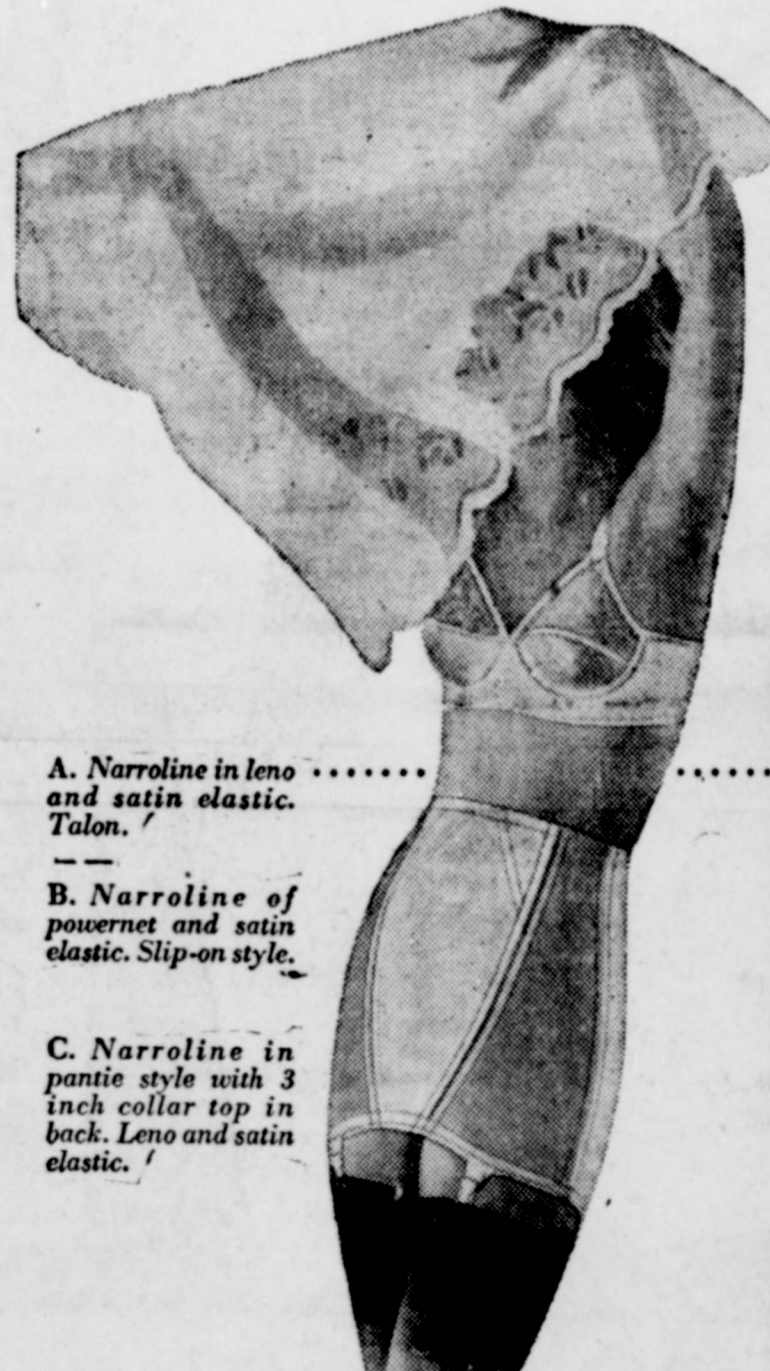 A. Narroline in leno
and satin elastic.
Talon.
B. Narroline of
powernet and satin
elastic. Slip-on style.
C. Narroline in
pantie style with 3
inch collar top in
back. Leno and satin
elastic.